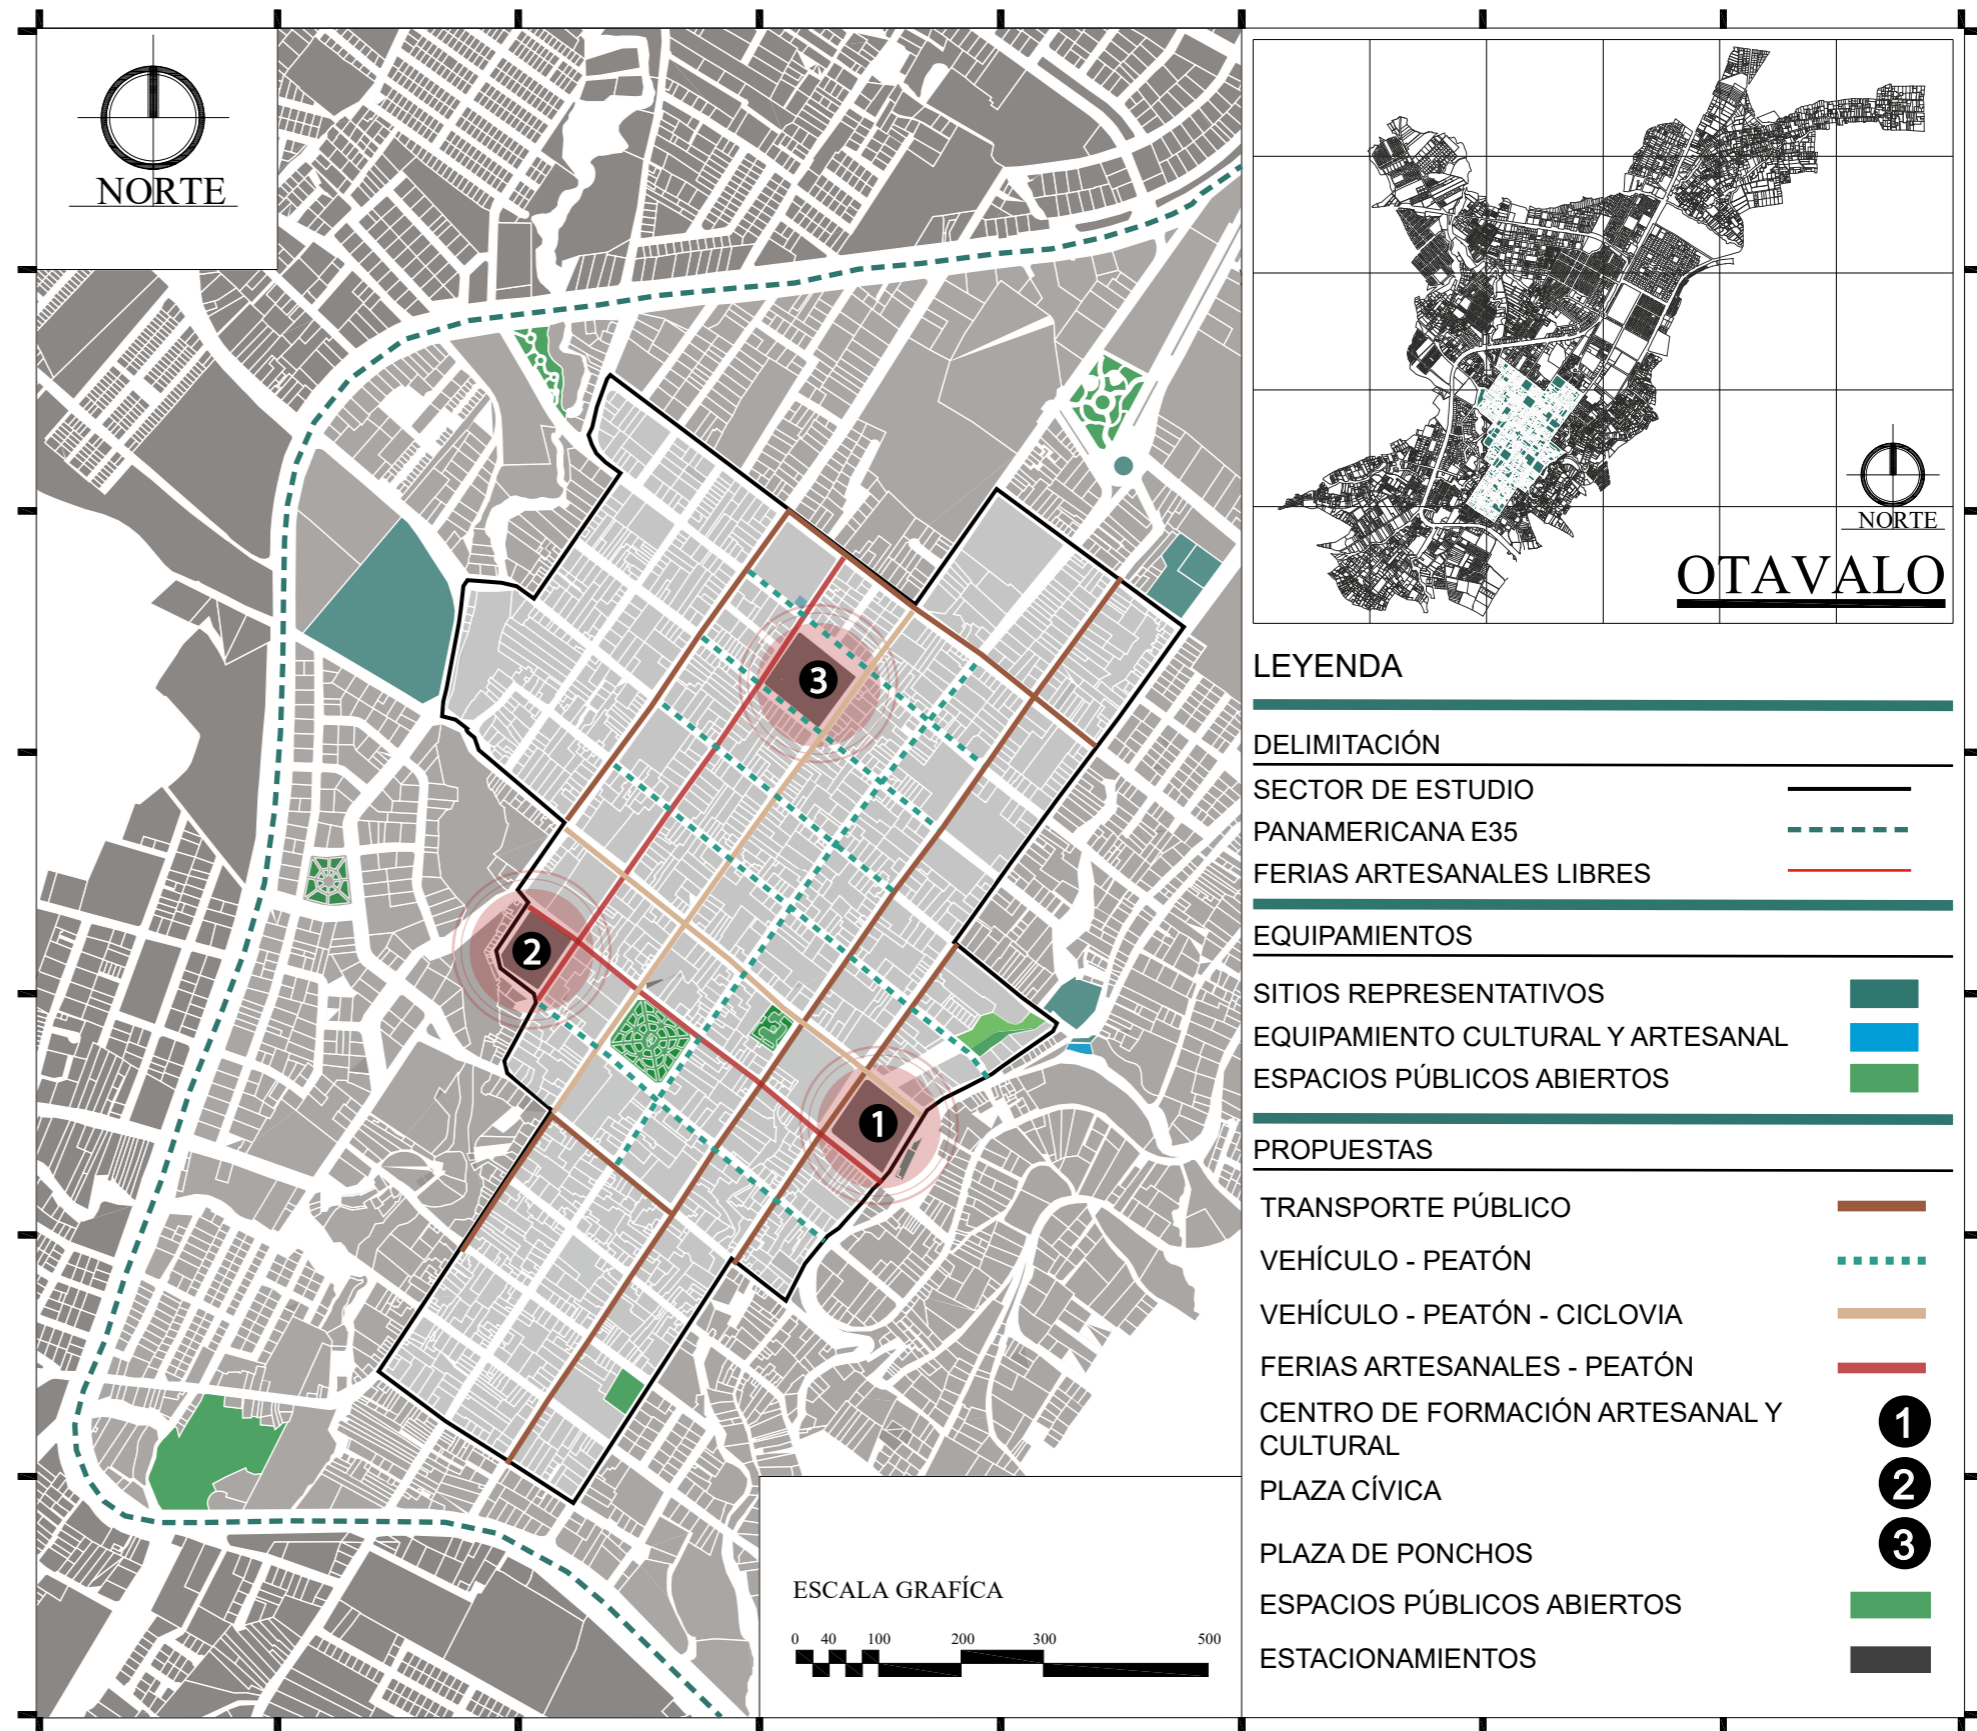 NORTE
3
2
1
ESCALA GRAFÍCA
0 40 100 200 300 500
NORTE
OTAVALO
LEYENDA
DELIMITACIÓN
SECTOR DE ESTUDIO
PANAMERICANA E35
FERIAS ARTESANALES LIBRES
EQUIPAMIENTOS
SITIOS REPRESENTATIVOS
EQUIPAMIENTO CULTURAL Y ARTESANAL
ESPACIOS PÚBLICOS ABIERTOS
PROPUESTAS
TRANSPORTE PÚBLICO
VEHÍCULO - PEATÓN
VEHÍCULO - PEATÓN - CICLOVIA
FERIAS ARTESANALES - PEATÓN
CENTRO DE FORMACIÓN ARTESANAL Y
CULTURAL
1
PLAZA CÍVICA
2
PLAZA DE PONCHOS
3
ESPACIOS PÚBLICOS ABIERTOS
ESTACIONAMIENTOS